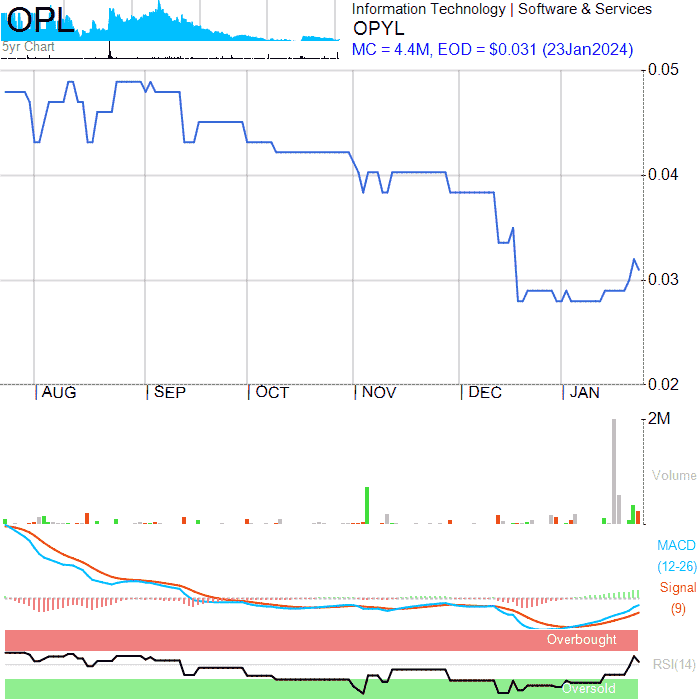 OPL
5yr Chart
Information Technology | Software & Services
OPYL
MC = 4.4M, EOD = $0.031 (23Jan2024)
0.05
0.04
0.03
0.02
AUG SEP OCT NOV DEC JAN
2M
Volume
MACD
(12-26)
Signal
(9)
Overbought
RSI(14)
Oversold